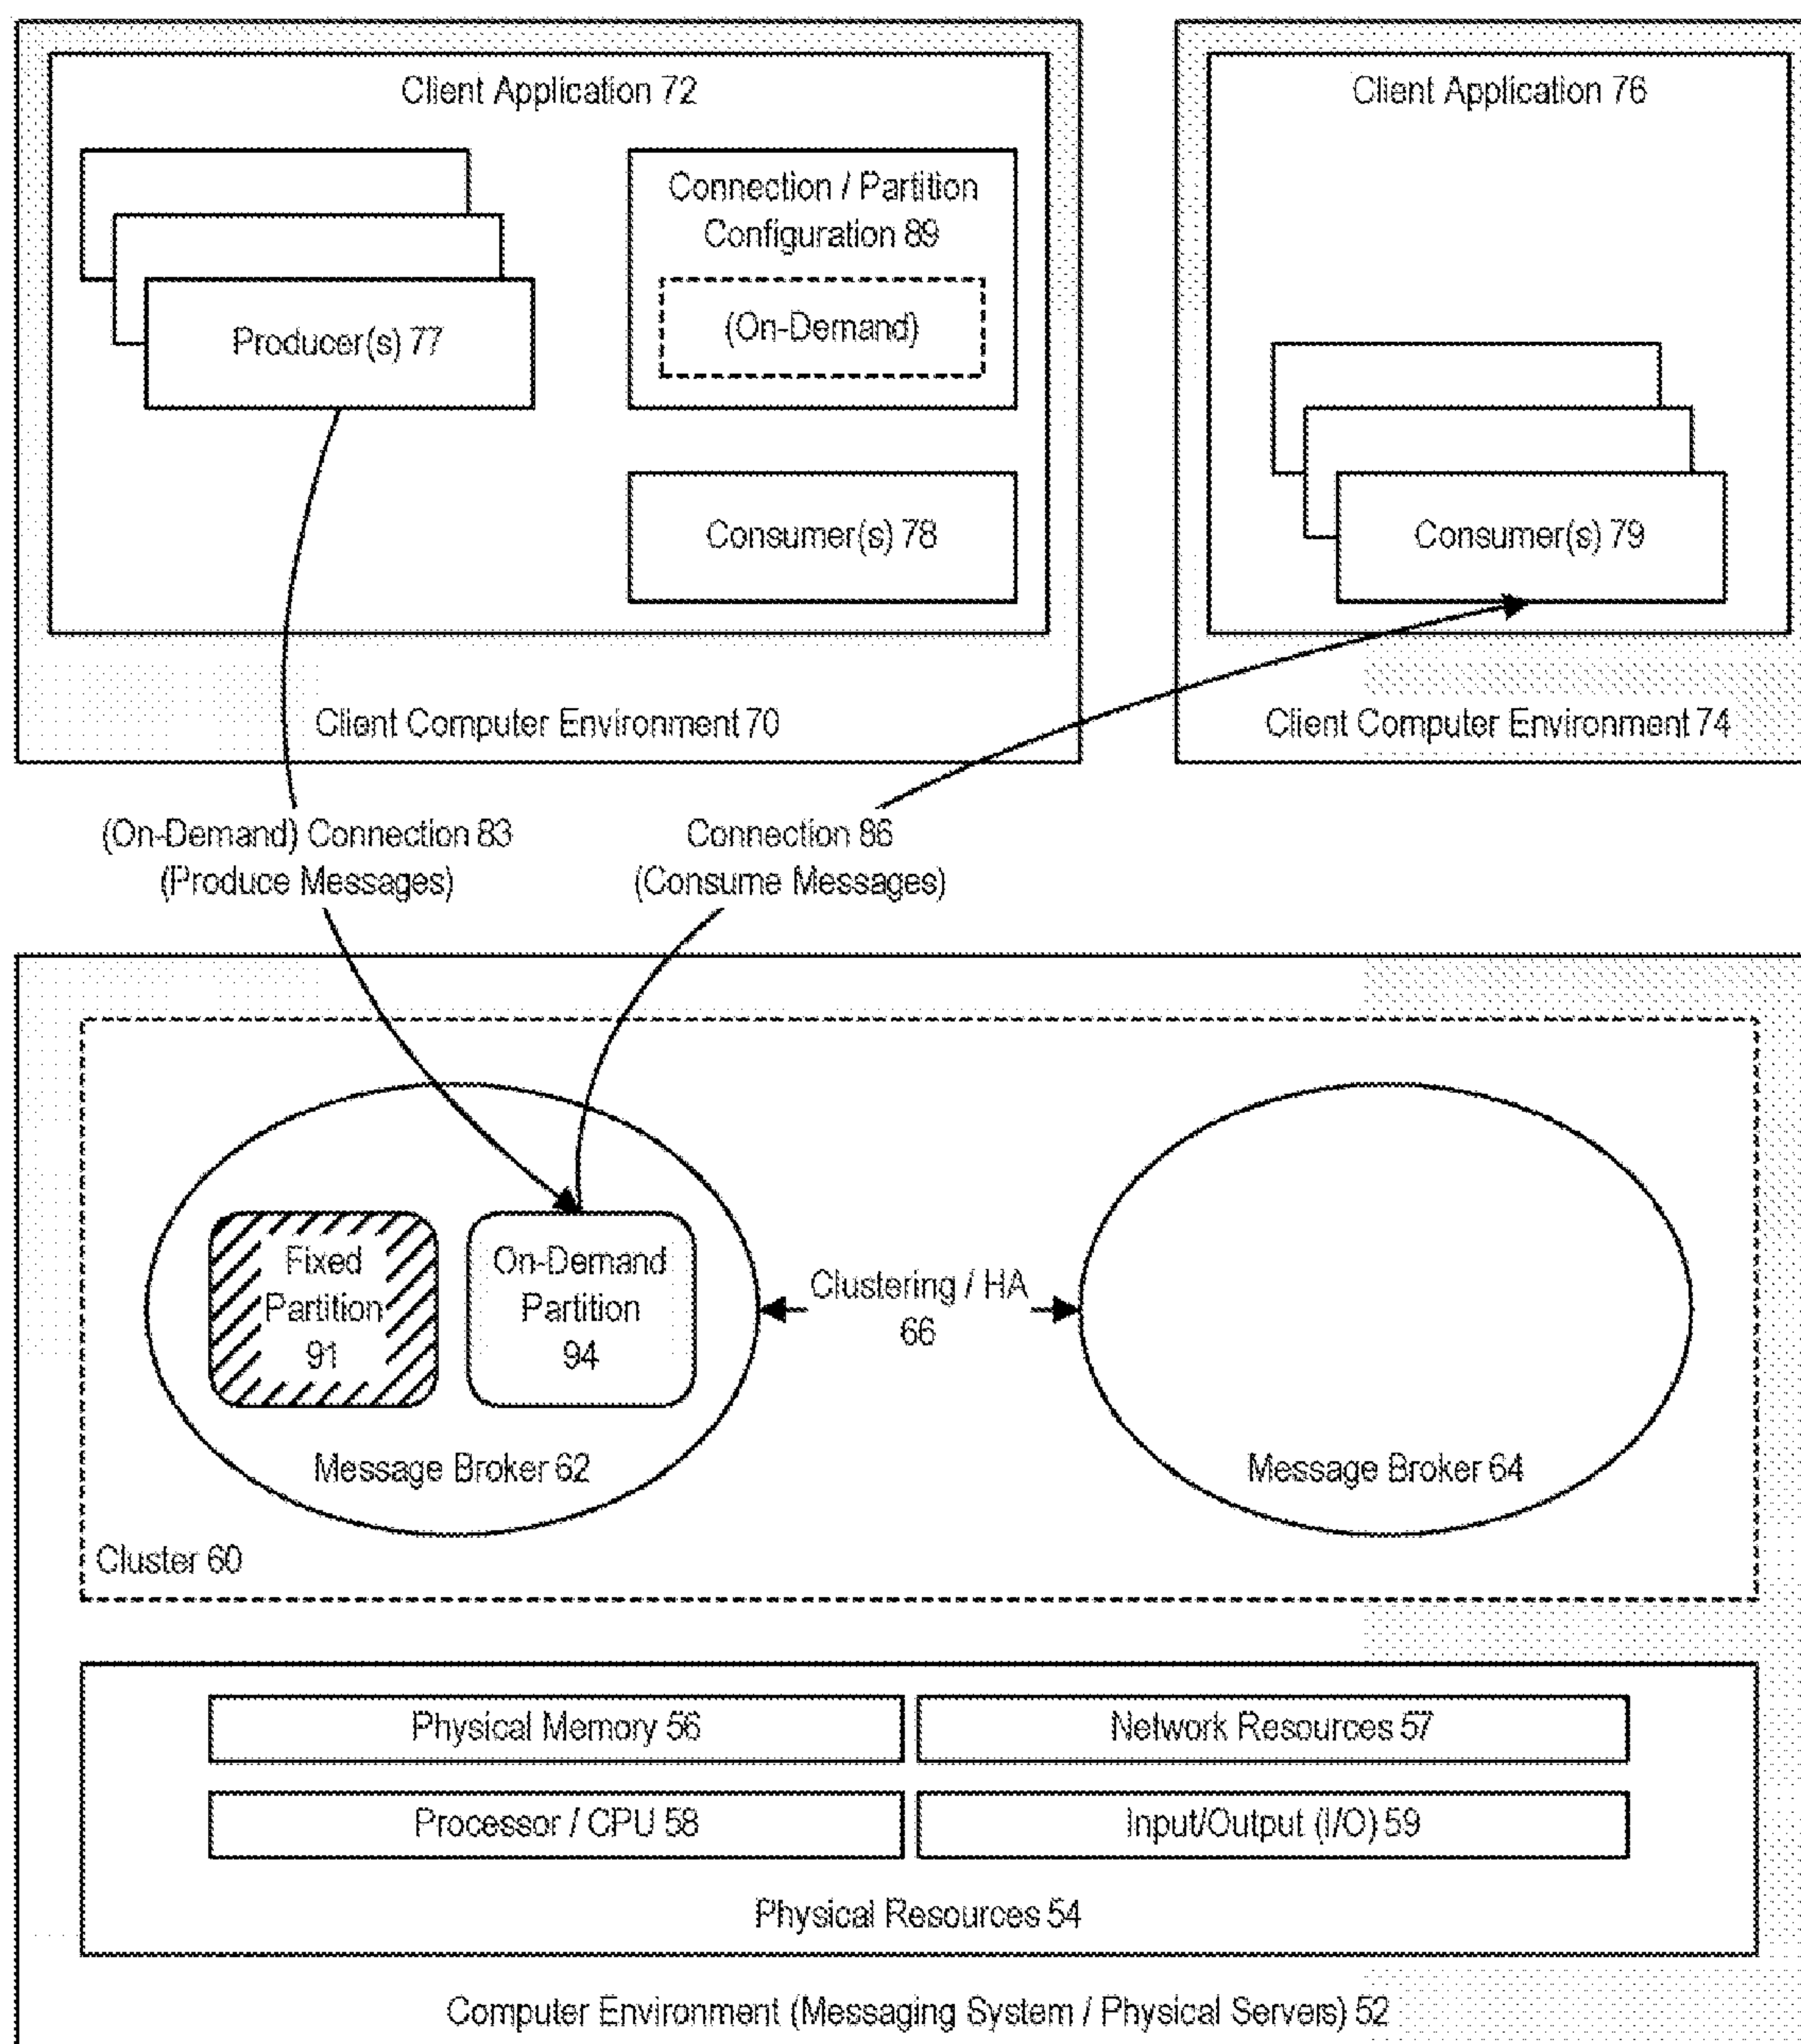 Client Application 72
Producer(s) 77
Connection / Partition
Configuration 89
(On-Demand)
Consumer(s) 78
Client Computer Environment 70
Client Application 76
Consumer(s) 79
Client Computer Environment 74
(On-Demand) Connection 83
(Produce Messages)
Connection 86
(Consume Messages)
Fixed
Partition
91
On-Demand
Partition
94
Message Broker 62
Clustering / HA
66
Message Broker 64
Cluster 60
Physical Memory 56
Network Resources 57
Processor / CPU 58
Input/Output (I/O) 59
Physical Resources 54
Computer Environment (Messaging System / Physical Servers) 52